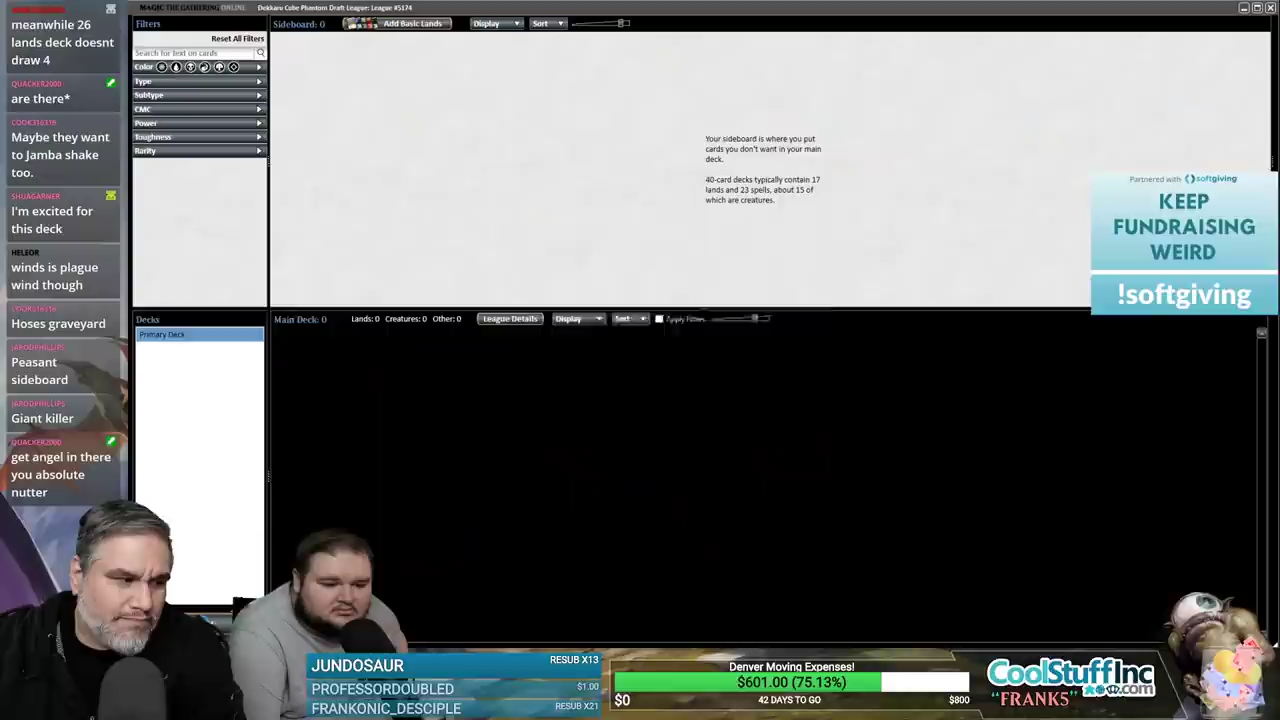 meanwhile 26
lands deck doesnt
draw 4
QUACKER2000
are there*
COOK316316
Maybe they want
to Jamba shake
too.
SHUAGARNER
I'm excited for
this deck
HELEOR
winds is plague
wind though
COOK316316
Hoses graveyard
JARODPHILLIPS
Peasant
sideboard
JARODPHILLIPS
Giant killer
QUACKER2000
get angel in there
you absolute
nutter
MAGIC THE GATHERING ONLINE
Dekkaru Cube Phantom Draft League: League #5174
Filters
Reset All Filters
Search for text on cards
Color
Type
Subtype
CMC
Power
Toughness
Rarity
Sideboard: 0
Add Basic Lands
Display
Sort
Your sideboard is where you put
cards you don't want in your main
deck.
40-card decks typically contain 17
lands and 23 spells, about 15 of
which are creatures.
Decks
Primary Deck
Main Deck: 0
Lands: 0 Creatures: 0 Other: 0
League Details
Display
Sort
Apply Filters
Partnered with softgiving
KEEP
FUNDRAISING
WEIRD
!softgiving
JUNDOSAUR RESUB X13
PROFESSORDOUBLED $1.00
FRANKONIC_DESCIPLE RESUB X21
Denver Moving Expenses!
$601.00 (75.13%)
$0 42 DAYS TO GO $800
CoolStuffInc
.com
"FRANKS"